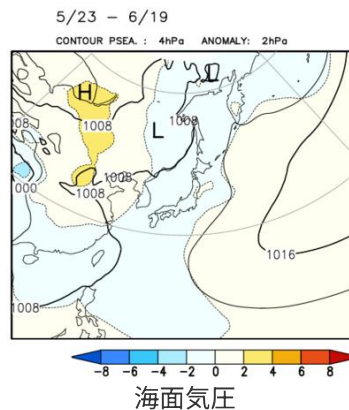 5/23 - 6/19
CONTOUR PSEA. : 4hPa ANOMALY: 2hPa
H
L
1008
L
1008
008
1008
1008
000
1016
1008
-8 -6 -4 -2 0 2 4 6 8
海面気圧